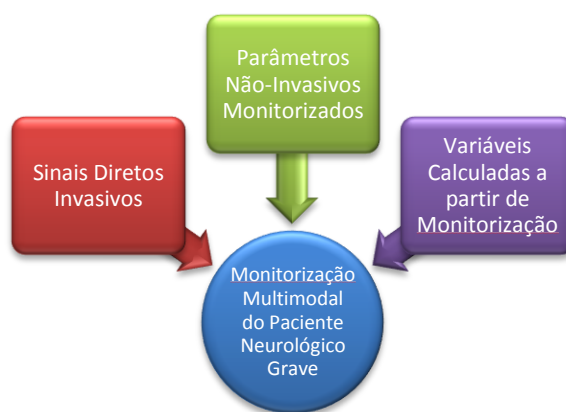 Parâmetros
Não-Invasivos
Monitorizados
Sinais Diretos
Invasivos
Variáveis
Calculadas a
partir de
Monitorização
Monitorização
Multimodal
do Paciente
Neurológico
Grave